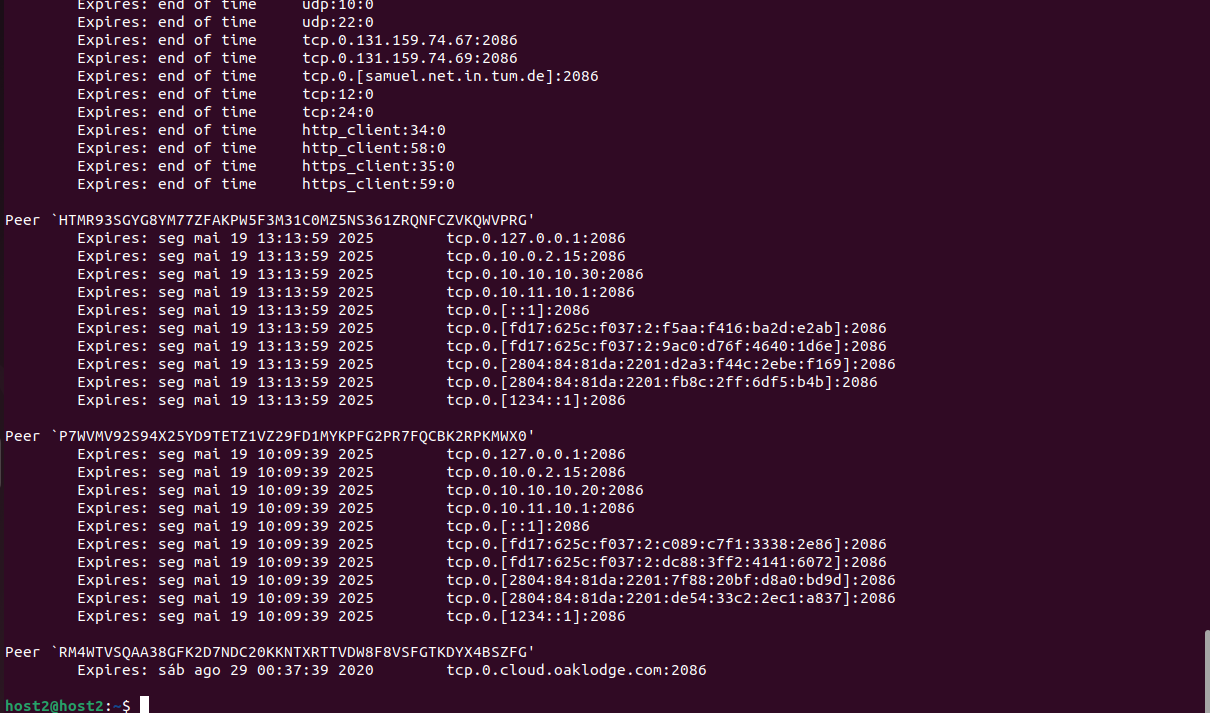 Expires: end of time     udp:10:0
Expires: end of time     udp:22:0
Expires: end of time     tcp.0.131.159.74.67:2086
Expires: end of time     tcp.0.131.159.74.69:2086
Expires: end of time     tcp.0.[samuel.net.in.tum.de]:2086
Expires: end of time     tcp:12:0
Expires: end of time     tcp:24:0
Expires: end of time     http_client:34:0
Expires: end of time     http_client:58:0
Expires: end of time     https_client:35:0
Expires: end of time     https_client:59:0
Peer `HTMR93SGYG8YM77ZFAKPW5F3M31C0MZ5NS361ZRQNFCZVKQWVPRG'
Expires: seg mai 19 13:13:59 2025        tcp.0.127.0.0.1:2086
Expires: seg mai 19 13:13:59 2025        tcp.0.10.0.2.15:2086
Expires: seg mai 19 13:13:59 2025        tcp.0.10.10.10.30:2086
Expires: seg mai 19 13:13:59 2025        tcp.0.10.11.10.1:2086
Expires: seg mai 19 13:13:59 2025        tcp.0.[::1]:2086
Expires: seg mai 19 13:13:59 2025        tcp.0.[fd17:625c:f037:2:f5aa:f416:ba2d:e2ab]:2086
Expires: seg mai 19 13:13:59 2025        tcp.0.[fd17:625c:f037:2:9ac0:d76f:4640:1d6e]:2086
Expires: seg mai 19 13:13:59 2025        tcp.0.[2804:84:81da:2201:d2a3:f44c:2ebe:f169]:2086
Expires: seg mai 19 13:13:59 2025        tcp.0.[2804:84:81da:2201:fb8c:2ff:6df5:b4b]:2086
Expires: seg mai 19 13:13:59 2025        tcp.0.[1234::1]:2086
Peer `P7WVMV92S94X25YD9TETZ1VZ29FD1MYKPFG2PR7FQCBK2RPKMWX0'
Expires: seg mai 19 10:09:39 2025        tcp.0.127.0.0.1:2086
Expires: seg mai 19 10:09:39 2025        tcp.0.10.0.2.15:2086
Expires: seg mai 19 10:09:39 2025        tcp.0.10.10.10.20:2086
Expires: seg mai 19 10:09:39 2025        tcp.0.10.11.10.1:2086
Expires: seg mai 19 10:09:39 2025        tcp.0.[::1]:2086
Expires: seg mai 19 10:09:39 2025        tcp.0.[fd17:625c:f037:2:c089:c7f1:3338:2e86]:2086
Expires: seg mai 19 10:09:39 2025        tcp.0.[fd17:625c:f037:2:dc88:3ff2:4141:6072]:2086
Expires: seg mai 19 10:09:39 2025        tcp.0.[2804:84:81da:2201:7f88:20bf:d8a0:bd9d]:2086
Expires: seg mai 19 10:09:39 2025        tcp.0.[2804:84:81da:2201:de54:33c2:2ec1:a837]:2086
Expires: seg mai 19 10:09:39 2025        tcp.0.[1234::1]:2086
Peer `RM4WTVSQAA38GFK2D7NDC20KKNTXRTTVDW8F8VSFGTKDYX4BSZFG'
Expires: sáb ago 29 00:37:39 2020        tcp.0.cloud.oaklodge.com:2086
host2@host2:~$